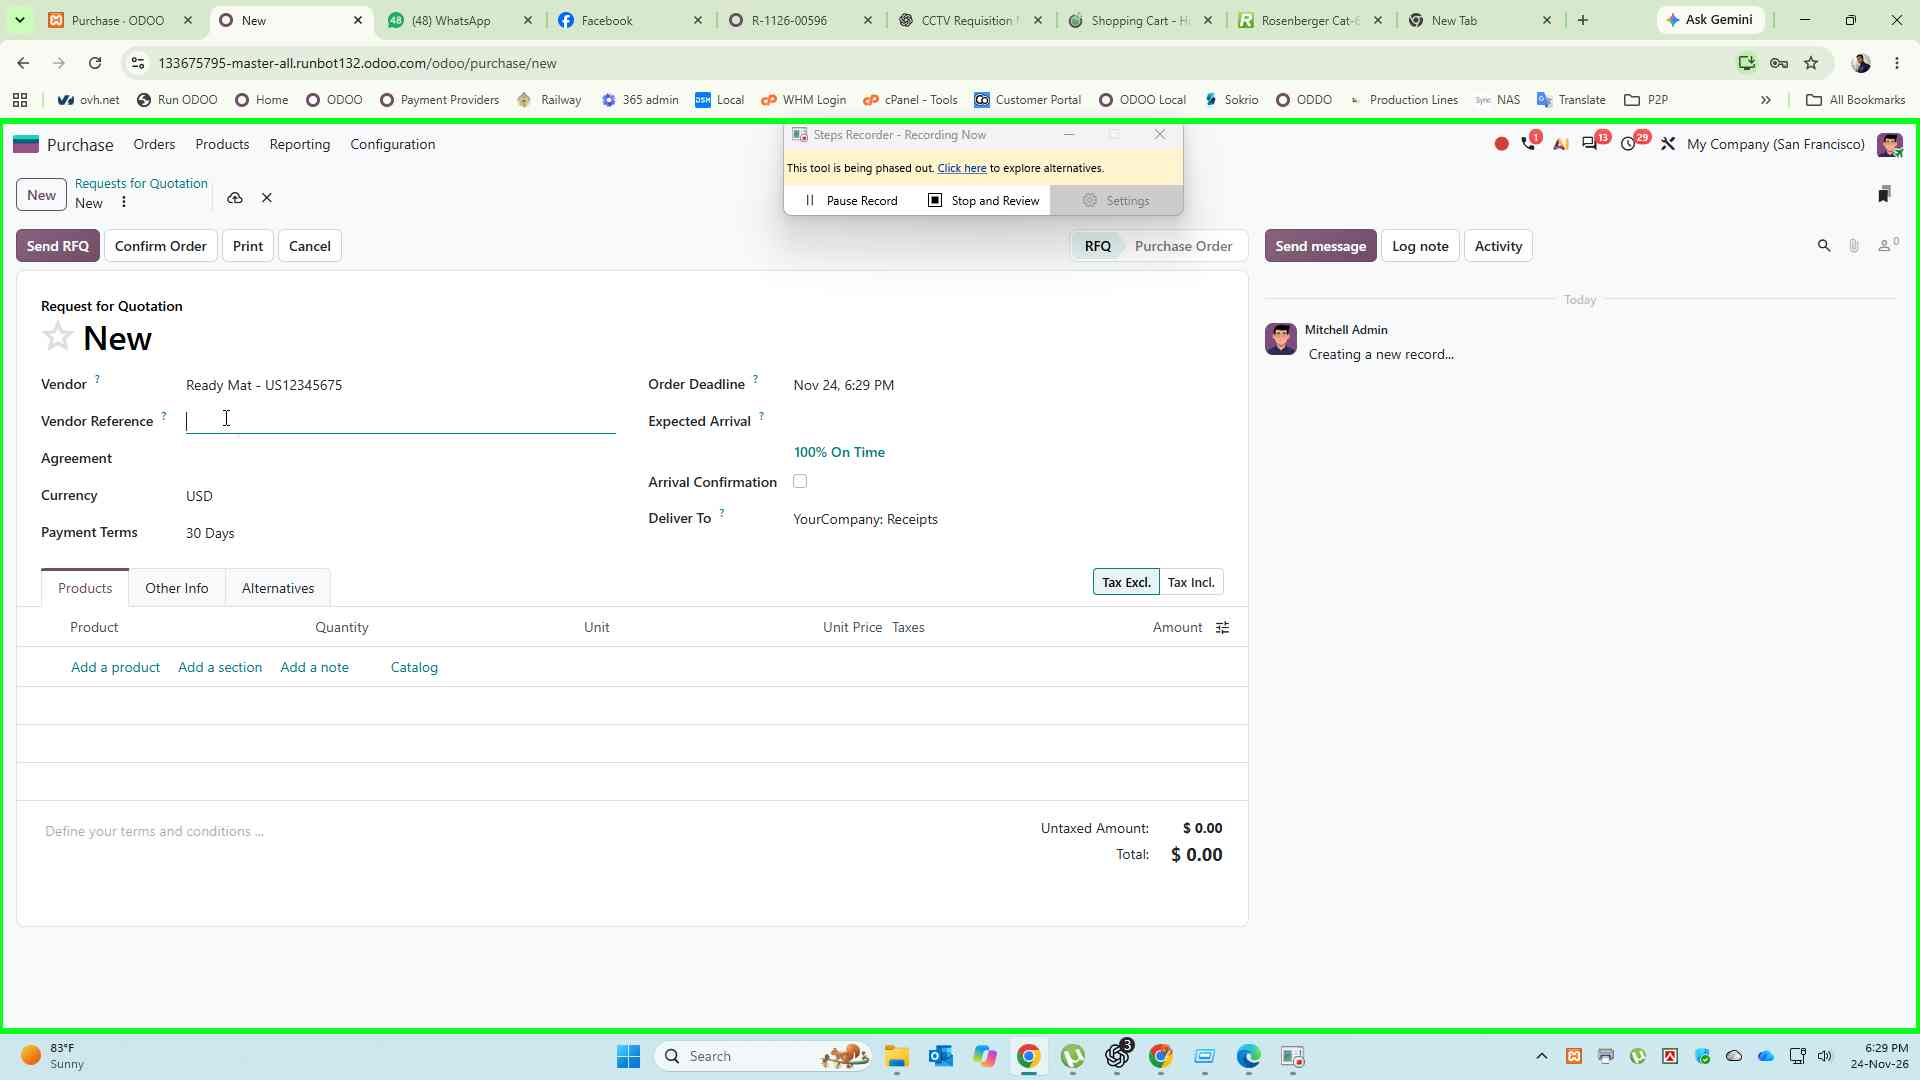 Purchase - ODOO
New
48
(48) WhatsApp
Facebook
R-1126-00596
CCTV Requisition
Shopping Cart - H
Rosenberger Cat-6
New Tab
Ask Gemini
133675795-master-all.runbot132.odoo.com/odoo/purchase/new
ovh.net
Run ODOO
Home
ODOO
Payment Providers
Railway
365 admin
DSM
Local
WHM Login
cPanel - Tools
Customer Portal
ODOO Local
Sokrio
ODDO
Production Lines
Sync
NAS
Translate
P2P
All Bookmarks
Purchase
Orders
Products
Reporting
Configuration
Steps Recorder - Recording Now
This tool is being phased out. Click here to explore alternatives.
Pause Record
Stop and Review
Settings
1
13
29
My Company (San Francisco)
New
Requests for Quotation
New
Send RFQ
Confirm Order
Print
Cancel
RFQ
Purchase Order
Send message
Log note
Activity
0
Request for Quotation
New
Today
Mitchell Admin
Creating a new record...
Vendor ?
Ready Mat - US12345675
Order Deadline ?
Nov 24, 6:29 PM
Vendor Reference ?
Expected Arrival ?
100% On Time
Agreement
Arrival Confirmation
Currency
USD
Deliver To ?
YourCompany: Receipts
Payment Terms
30 Days
Products
Other Info
Alternatives
Tax Excl.
Tax Incl.
Product
Quantity
Unit
Unit Price
Taxes
Amount
Add a product
Add a section
Add a note
Catalog
Define your terms and conditions ...
Untaxed Amount:
$ 0.00
Total:
$ 0.00
83°F
Sunny
Search
3
6:29 PM
24-Nov-26